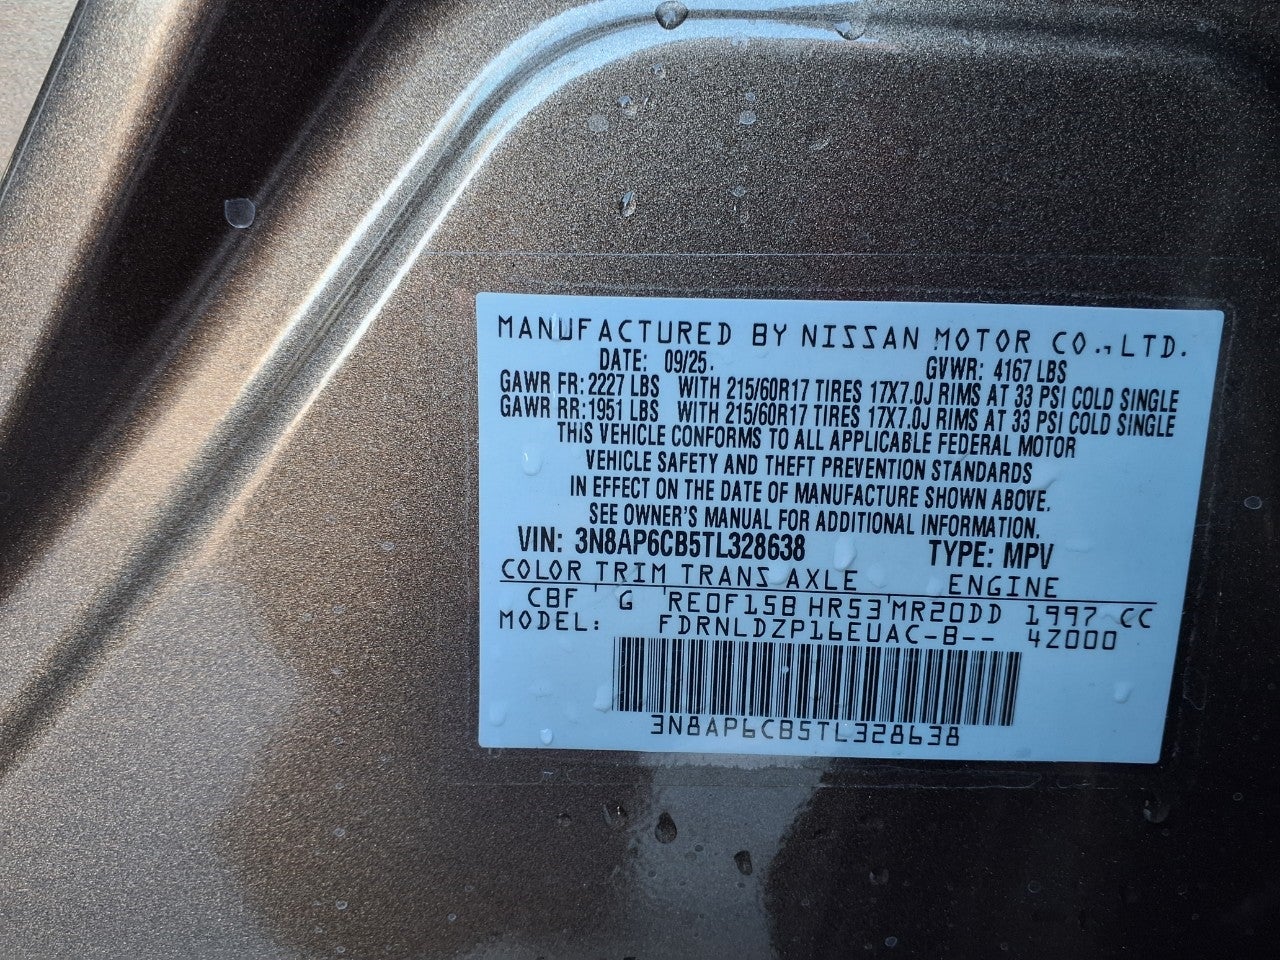 MANUFACTURED BY NISSAN MOTOR CO.,LTD.
DATE: 09/25. GVWR: 4167 LBS
GAWR FR: 2227 LBS WITH 215/60R17 TIRES 17X7.0J RIMS AT 33 PSI COLD SINGLE
GAWR RR: 1951 LBS WITH 215/60R17 TIRES 17X7.0J RIMS AT 33 PSI COLD SINGLE
THIS VEHICLE CONFORMS TO ALL APPLICABLE FEDERAL MOTOR
VEHICLE SAFETY AND THEFT PREVENTION STANDARDS
IN EFFECT ON THE DATE OF MANUFACTURE SHOWN ABOVE.
SEE OWNER'S MANUAL FOR ADDITIONAL INFORMATION.
VIN: 3N8AP6CB5TL328638 TYPE: MPV
COLOR TRIM TRANS AXLE ENGINE
CBF ' G 'RE0F15B HR53'MR20DD 1997 CC
MODEL: FDRNLDZP16EUAC-B-- 4Z000
3N8AP6CB5TL328638